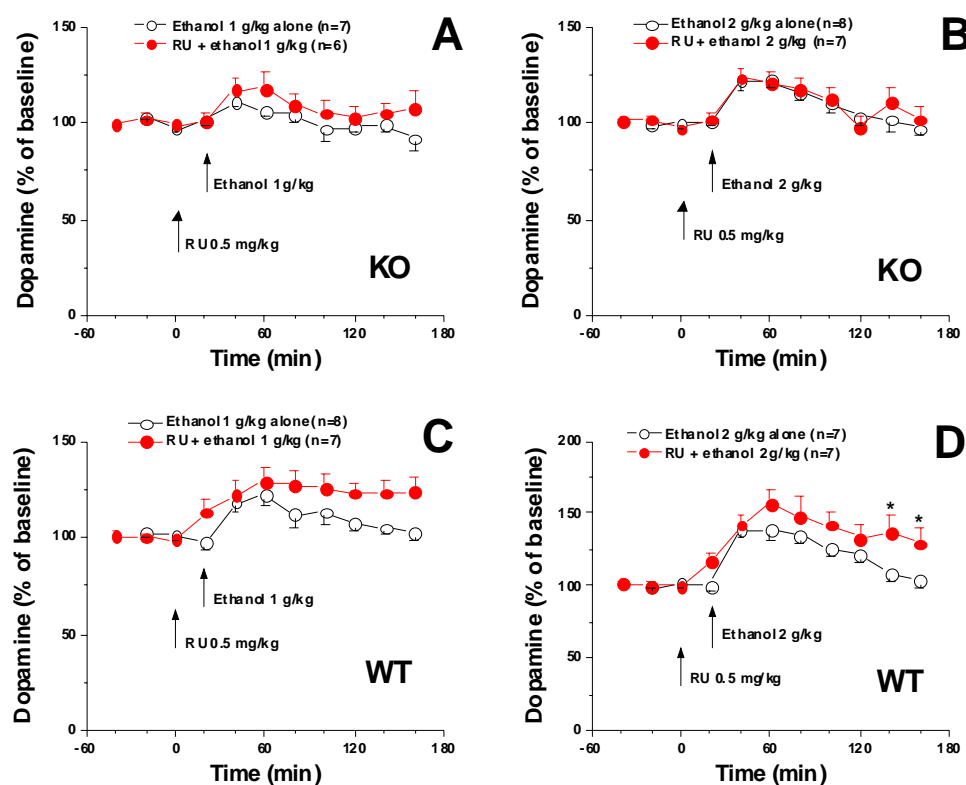 Ethanol 1 g/kg alone (n=7)
RU + ethanol 1 g/kg (n=6)
A
Dopamine (% of baseline)
150
100
50
0
Ethanol 1g/kg
RU 0.5 mg/kg
KO
-60 0 60 120 180
Time (min)
Ethanol 2 g/kg alone (n=8)
RU + ethanol 2 g/kg (n=7)
B
Dopamine (% of baseline)
150
100
50
0
Ethanol 2 g/kg
RU 0.5 mg/kg
KO
-60 0 60 120 180
Time (min)
Ethanol 1 g/kg alone (n=8)
RU + ethanol 1 g/kg (n=7)
C
Dopamine (% of baseline)
150
100
50
0
Ethanol 1 g/kg
RU 0.5 mg/kg
WT
-60 0 60 120 180
Time (min)
Ethanol 2 g/kg alone (n=7)
RU + ethanol 2g/kg (n=7)
D
Dopamine (% of baseline)
200
150
100
50
0
* *
Ethanol 2 g/kg
RU 0.5 mg/kg
WT
-60 0 60 120 180
Time (min)